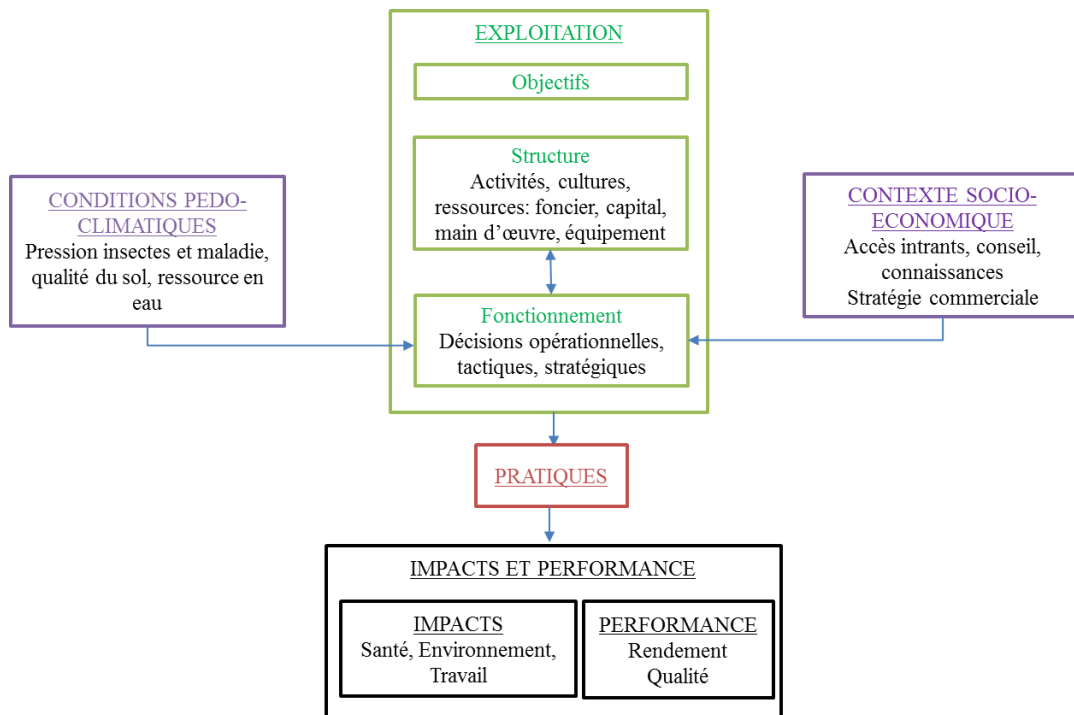 EXPLOITATION
Objectifs
Structure
Activités, cultures,
ressources: foncier, capital,
main d’œuvre, équipement
Fonctionnement
Décisions opérationnelles,
tactiques, stratégiques
CONDITIONS PEDO-
CLIMATIQUES
Pression insectes et maladie,
qualité du sol, ressource en
eau
CONTEXTE SOCIO-
ECONOMIQUE
Accès intrants, conseil,
connaissances
Stratégie commerciale
PRATIQUES
IMPACTS ET PERFORMANCE
IMPACTS
Santé, Environnement,
Travail
PERFORMANCE
Rendement
Qualité